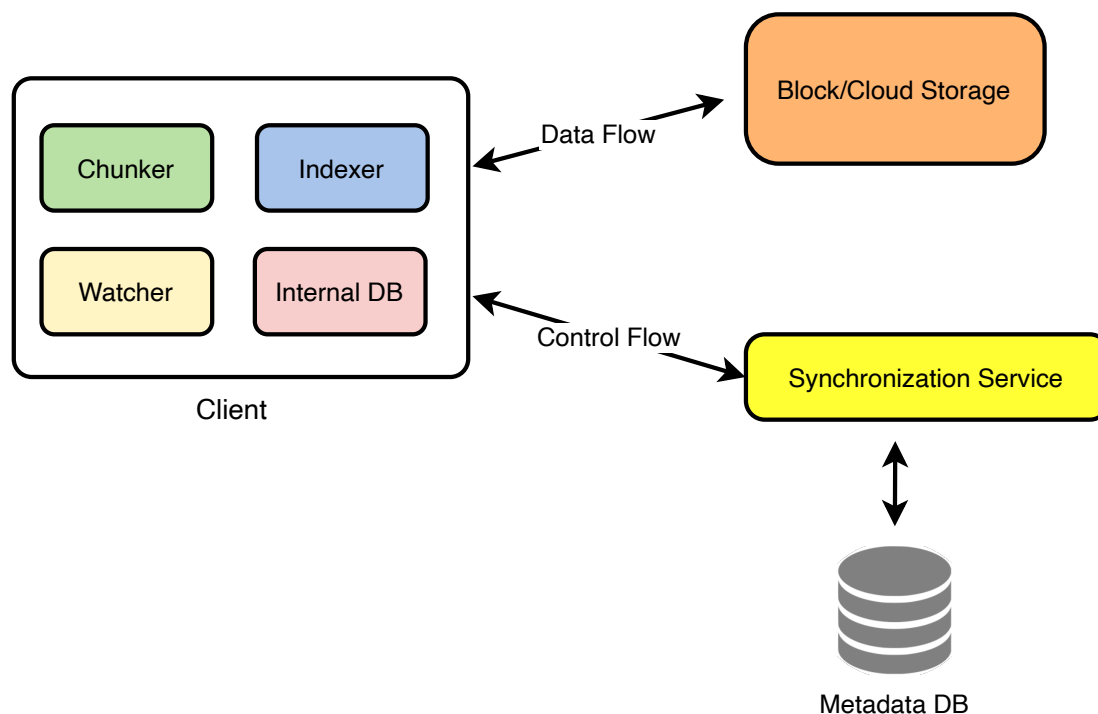 Block/Cloud Storage
Data Flow
Chunker
Indexer
Watcher
Internal DB
Control Flow
Synchronization Service
Client
Metadata DB